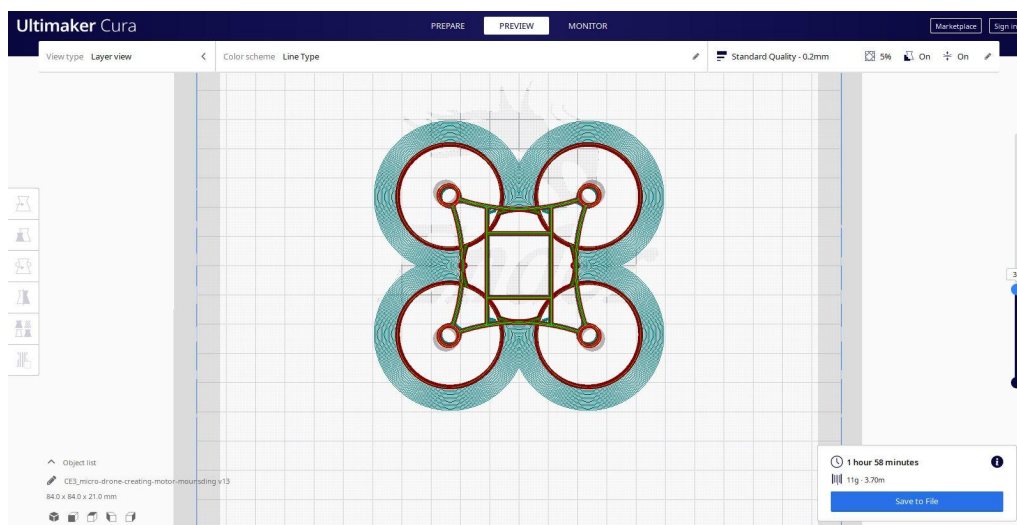 Ultimaker Cura
PREPARE PREVIEW MONITOR
Marketplace Sign in
View type Layer view
Color scheme Line Type
Standard Quality - 0.2mm 5% On On
3
Object list
CE3_micro-drone-creating-motor-moursding v13
84.0 x 84.0 x 21.0 mm
1 hour 58 minutes
11g · 3.70m
Save to File